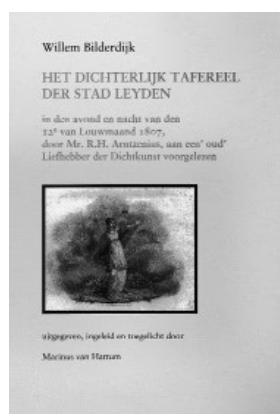 Willem Bilderdijk
HET DICHTERLIJK TAFEREEL
DER STAD LEYDEN
in den avond en nacht van den
12e van Louwmaand 1807,
door Mr. R.H. Arntzenius, aan een' oud'
Liefhebber der Dichtkunst voorgelezen
uitgegeven, ingeleid en toegelicht door
Marinus van Hattum